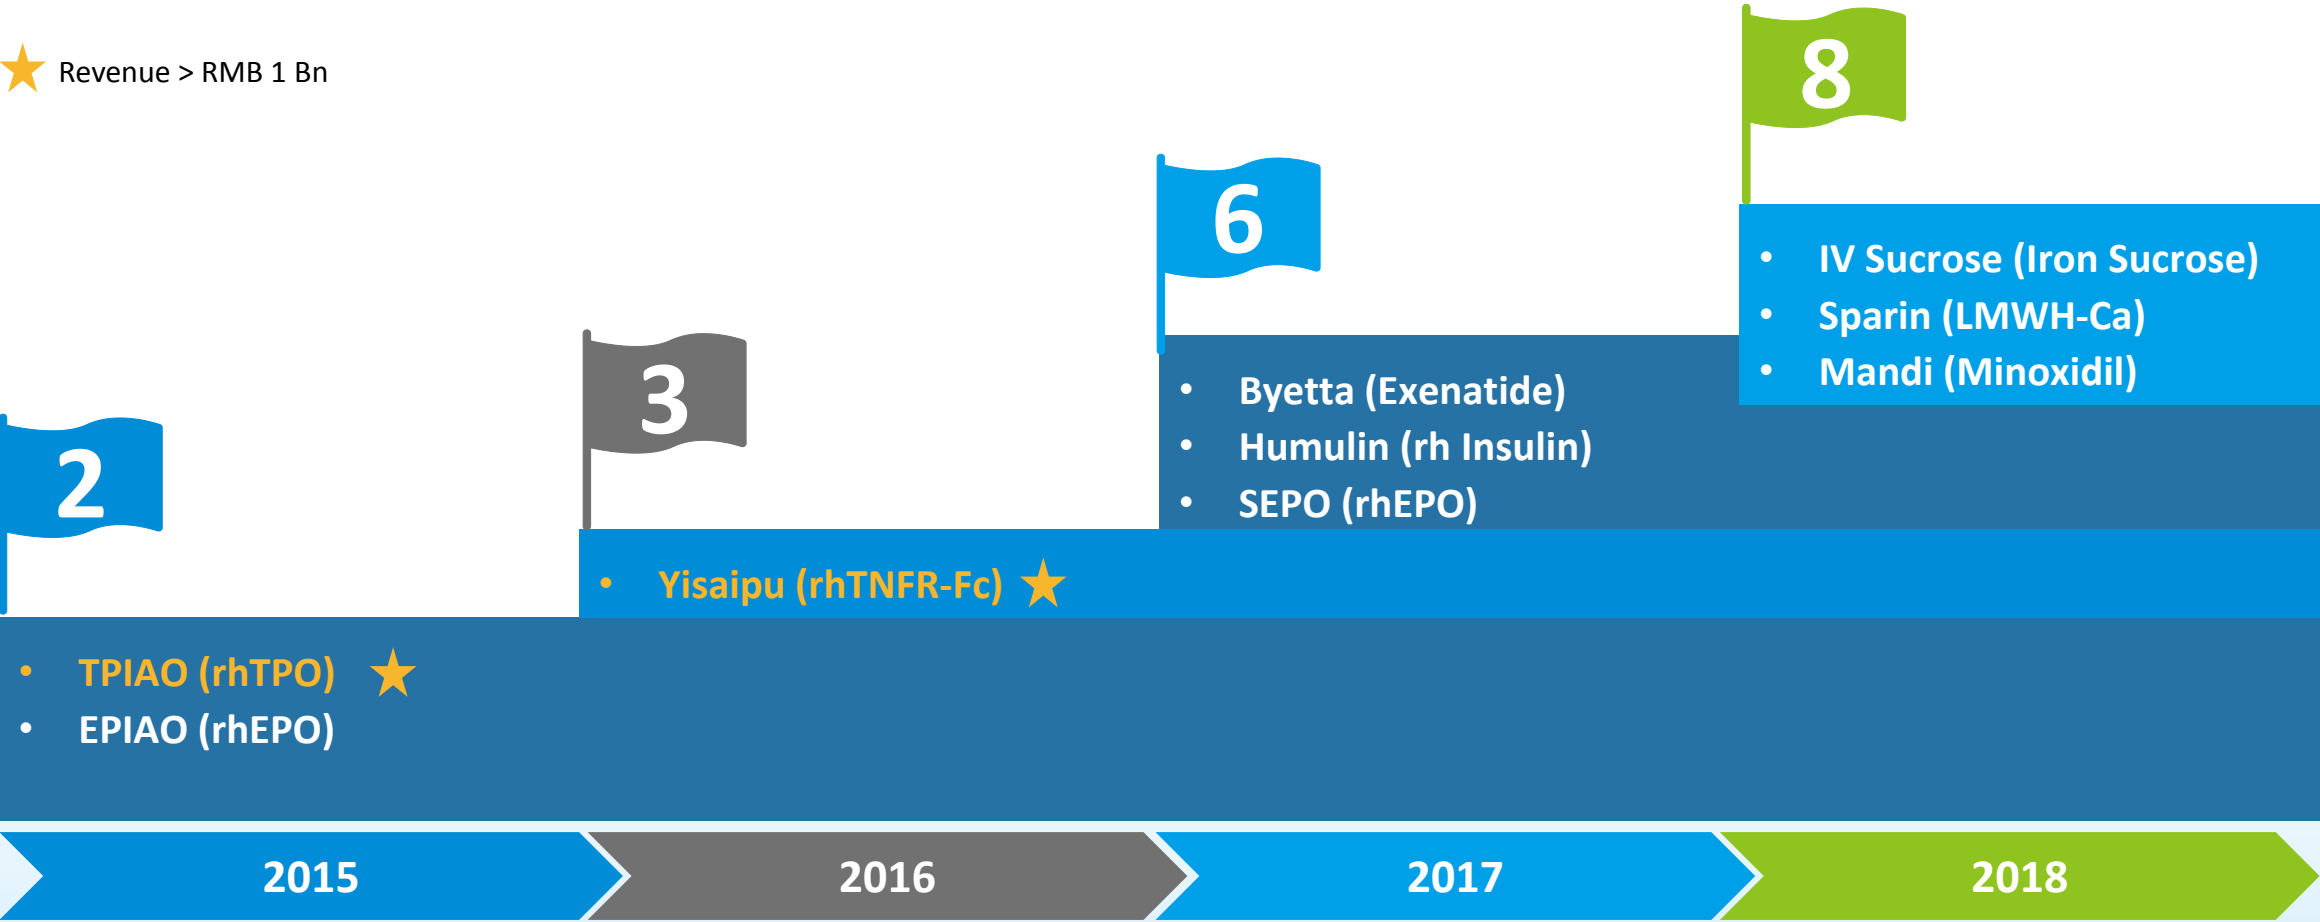 Revenue > RMB 1 Bn
8
6
• IV Sucrose (Iron Sucrose)
• Sparin (LMWH-Ca)
• Mandi (Minoxidil)
3
• Byetta (Exenatide)
• Humulin (rh Insulin)
• SEPO (rhEPO)
2
• Yisaipu (rhTNFR-Fc)
• TPIAO (rhTPO)
• EPIAO (rhEPO)
2015
2016
2017
2018